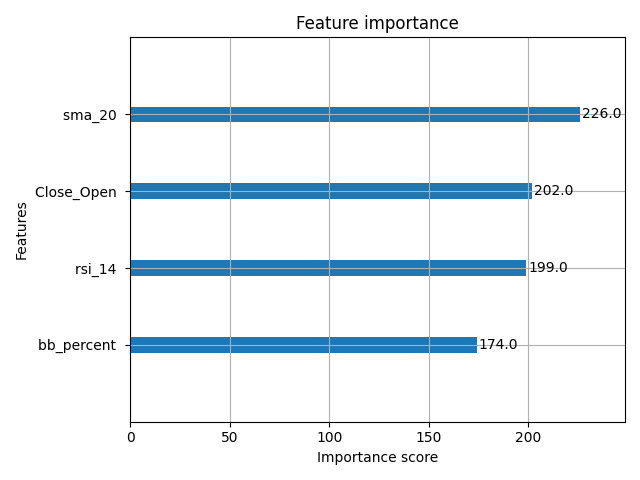 Feature importance
sma_20
226.0
Close_Open
202.0
rsi_14
199.0
bb_percent
174.0
Features
0
50
100
150
200
Importance score